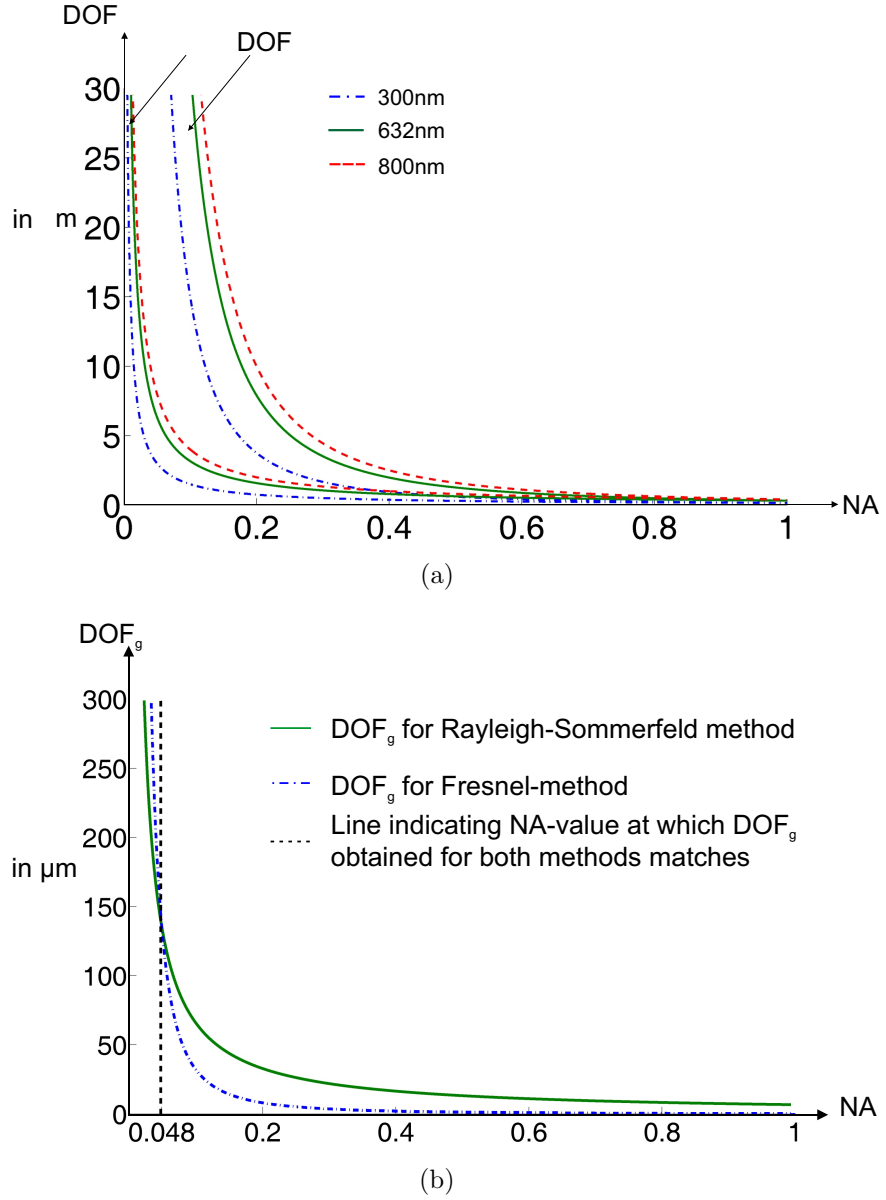 DOF
DOF
30
300nm
632nm
25
800nm
in m
20
15
10
5
0
0 0.2 0.4 0.6 0.8 1
NA
(a)
DOFg
300
DOFg for Rayleigh-Sommerfeld method
250
DOFg for Fresnel-method
Line indicating NA-value at which DOFg
obtained for both methods matches
200
in μm
150
100
50
0
0.048 0.2 0.4 0.6 0.8 1
NA
(b)